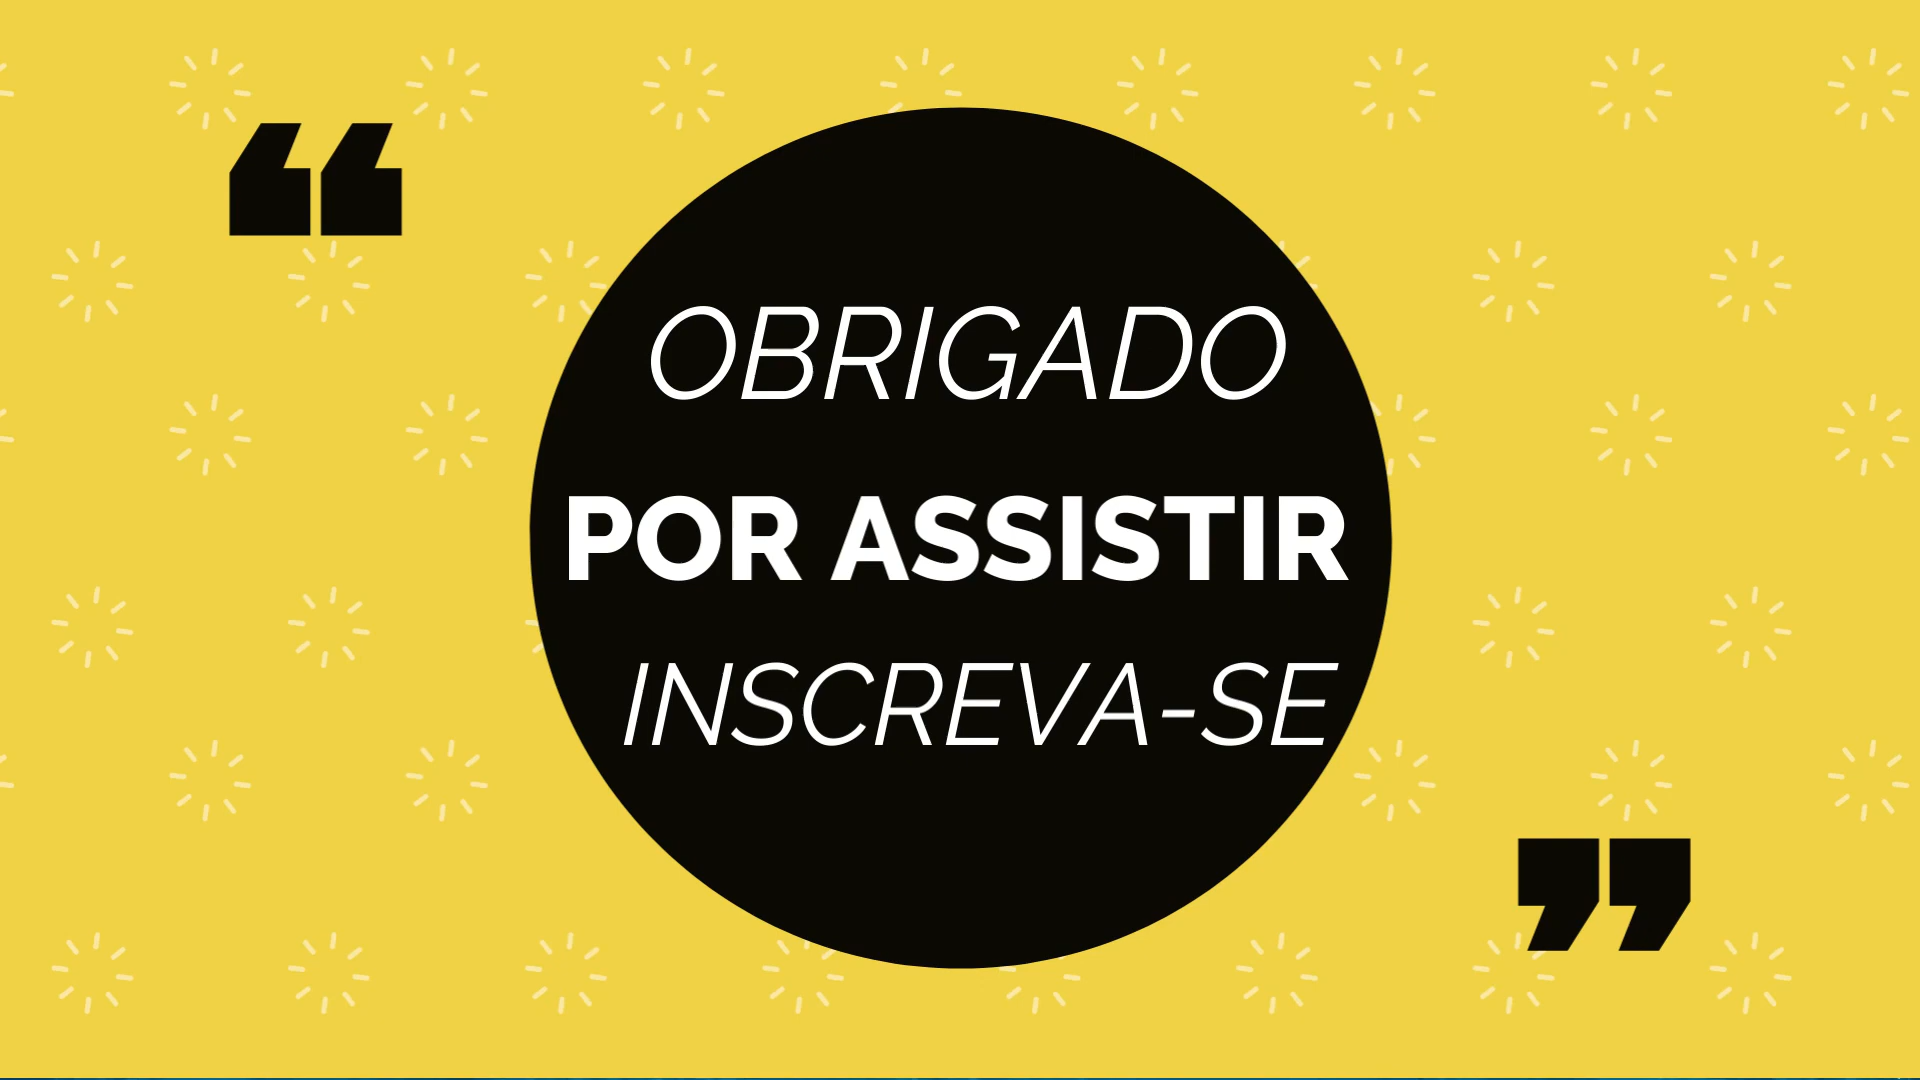 “
OBRIGADO
POR ASSISTIR
INSCREVA-SE
”